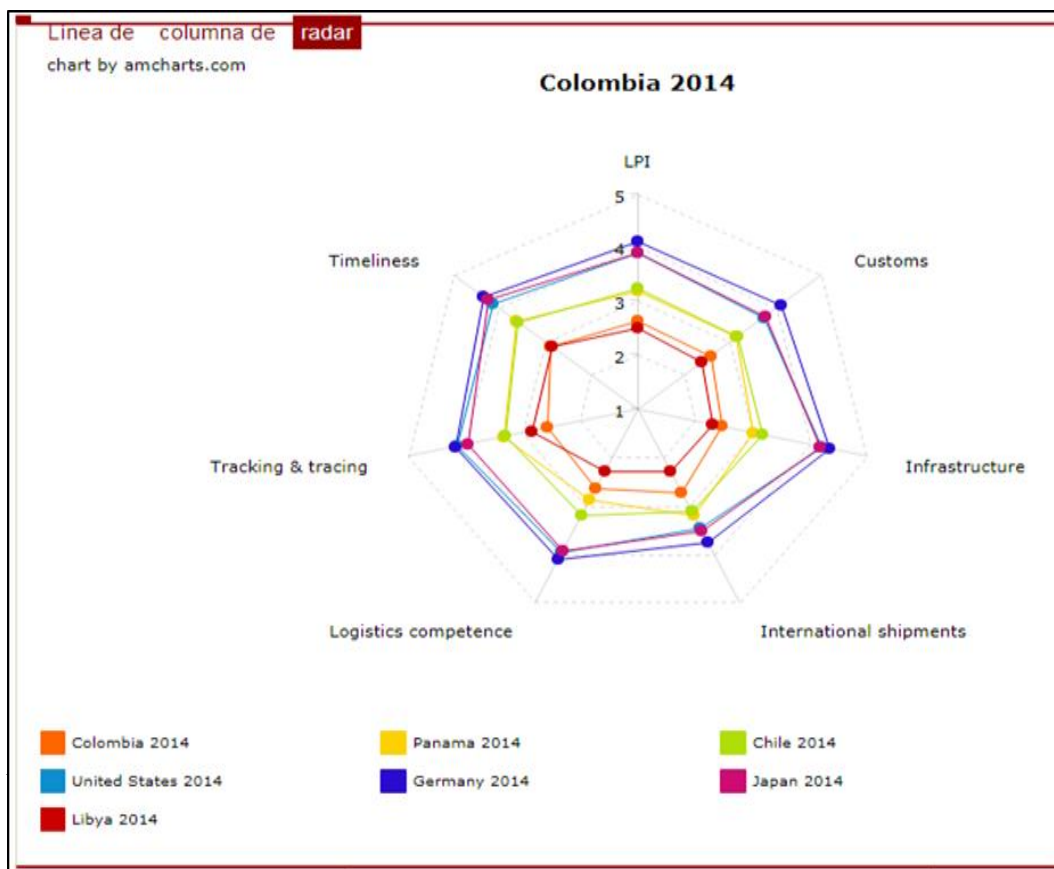 Linea de columna de radar
chart by amcharts.com
Colombia 2014
LPI
5
4
3
2
1
Timeliness
Customs
Tracking & tracing
Infrastructure
Logistics competence
International shipments
Colombia 2014
Panama 2014
Chile 2014
United States 2014
Germany 2014
Japan 2014
Libya 2014